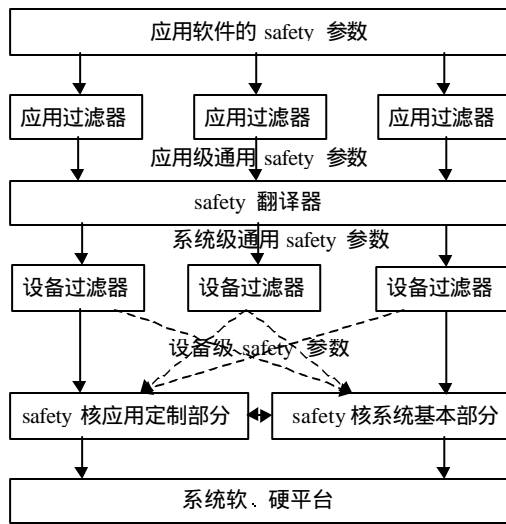 应用软件的 safety 参数
应用过滤器 应用过滤器 应用过滤器
应用级通用 safety 参数
safety 翻译器
系统级通用 safety 参数
设备过滤器 设备过滤器 设备过滤器
设备级 safety 参数
safety 核应用定制部分 safety 核系统基本部分
系统软、硬平台